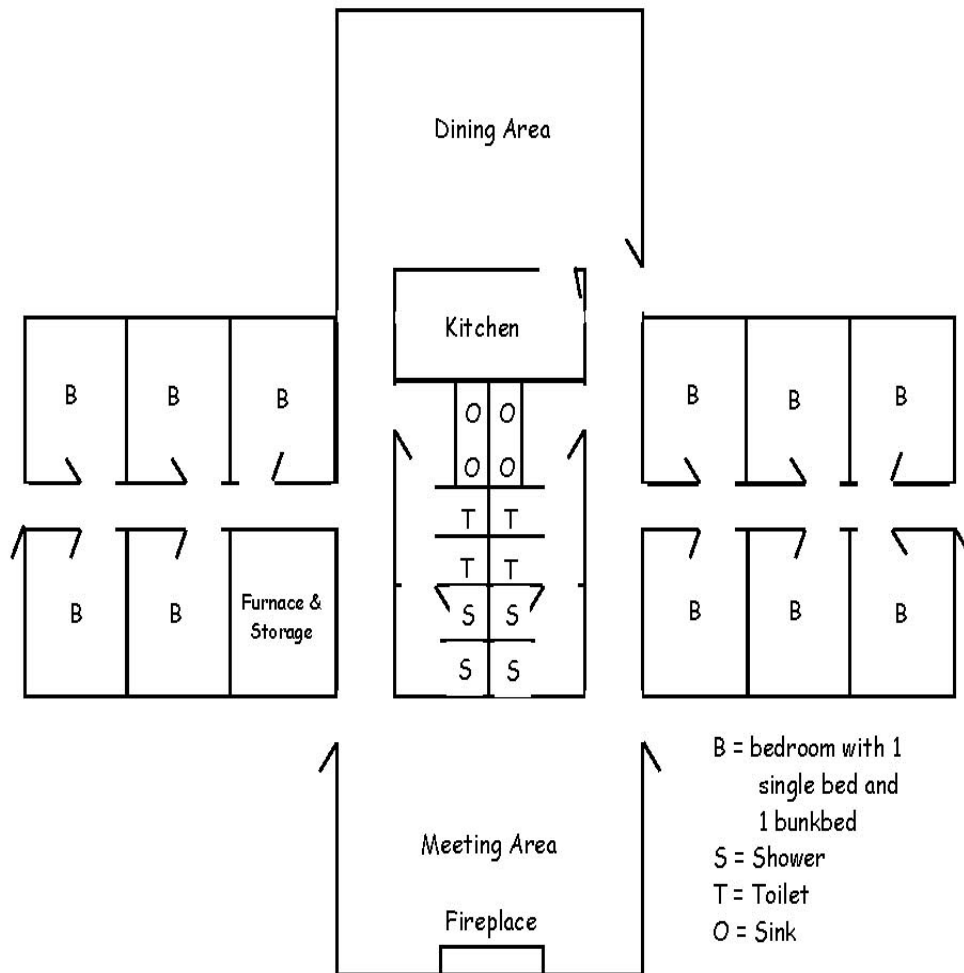 Dining Area
Kitchen
B B B
B B B
O O
O O
T T
T T
B B
Furnace &
Storage
B B B
S S
S S
B = bedroom with 1
single bed and
1 bunkbed
S = Shower
T = Toilet
O = Sink
Meeting Area
Fireplace